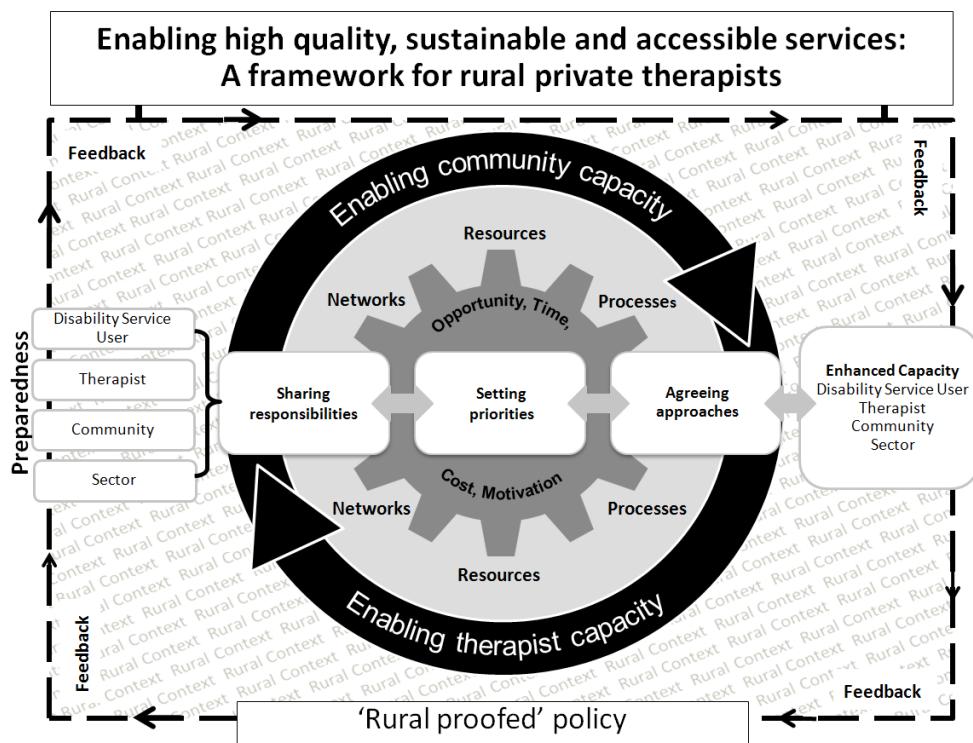 Enabling high quality, sustainable and accessible services:
A framework for rural private therapists
Feedback
Feedback
Enabling community capacity
Resources
Networks
Processes
Opportunity, Time,
Preparedness
Disability Service
User
Therapist
Community
Sector
Sharing
responsibilities
Setting
priorities
Agreeing
approaches
Enhanced Capacity
Disability Service User
Therapist
Community
Sector
Cost, Motivation
Networks
Processes
Resources
Enabling therapist capacity
Feedback
Feedback
'Rural proofed' policy
Rural Context